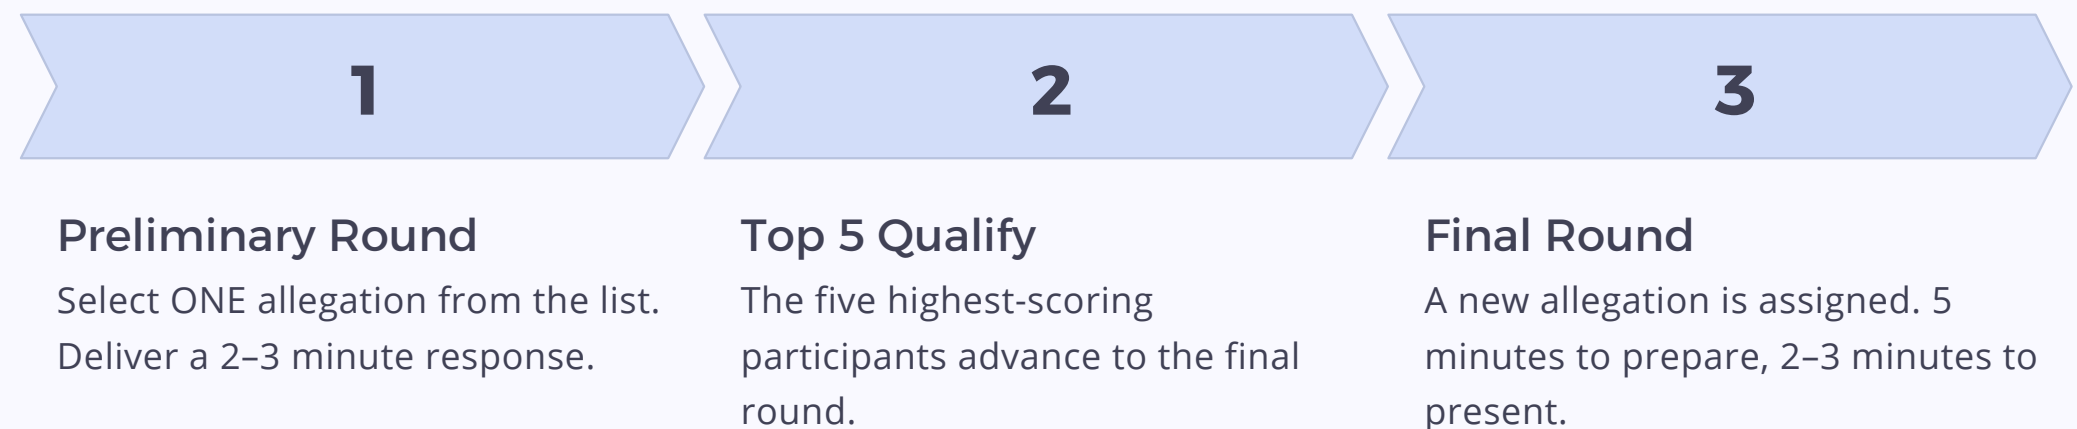 1
Preliminary Round
Select ONE allegation from the list.
Deliver a 2–3 minute response.
2
Top 5 Qualify
The five highest-scoring
participants advance to the final
round.
3
Final Round
A new allegation is assigned. 5
minutes to prepare, 2–3 minutes to
present.